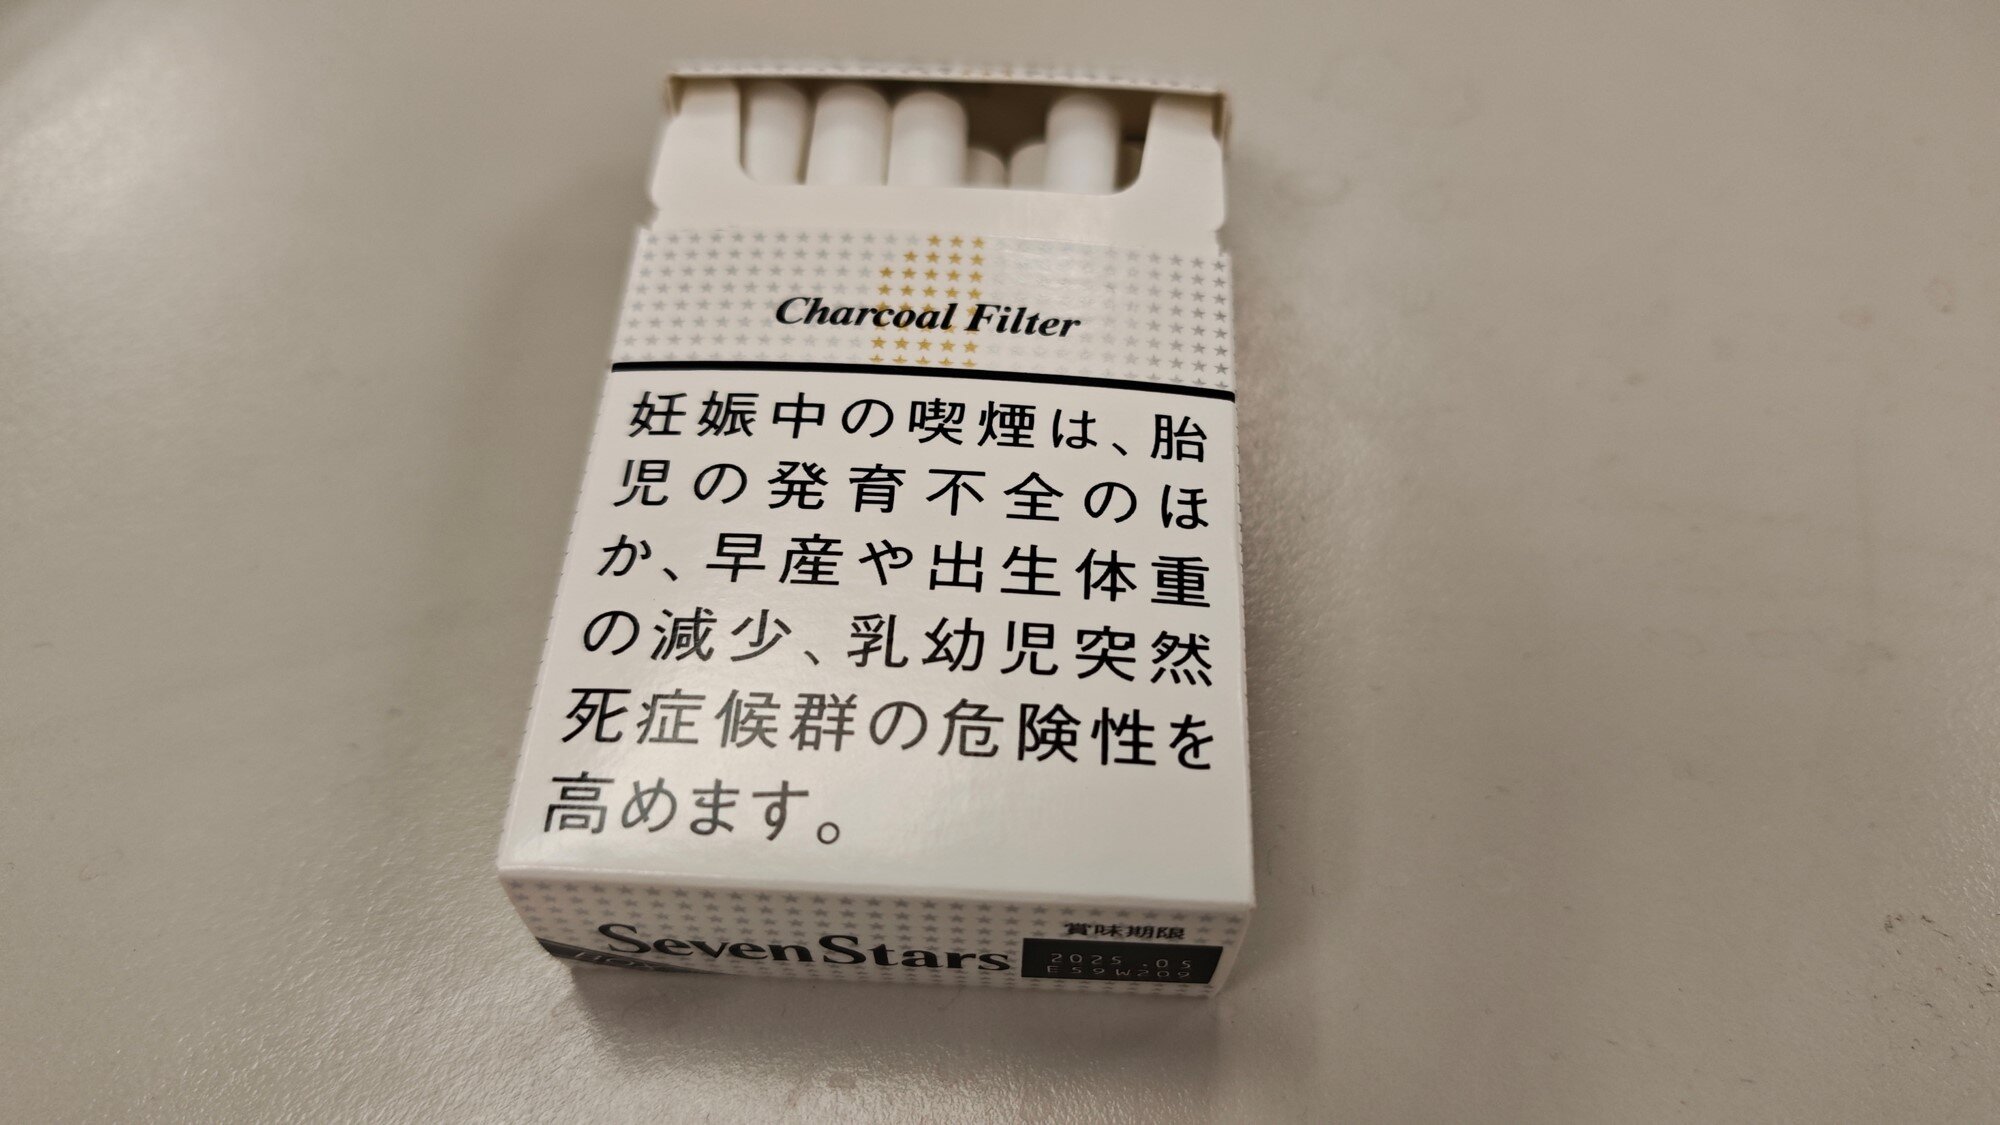 Charcoal Filter
妊娠中の喫煙は、胎
児の発育不全のほ
か、早産や出生体重
の減少、乳幼児突然
死症候群の危険性を
高めます。
SevenStars
BOX
賞味期限
2025.05
E59W209